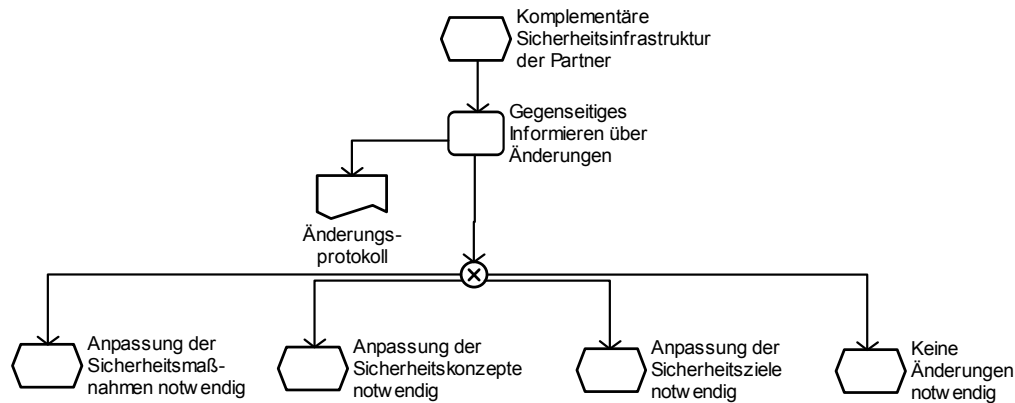 Komplementäre
Sicherheitsinfrastruktur
der Partner
Gegenseitiges
Informieren über
Änderungen
Änderungs-
protokoll
Anpassung der
Sicherheitsmaß-
nahmen notwendig
Anpassung der
Sicherheitskonzepte
notwendig
Anpassung der
Sicherheitsziele
notwendig
Keine
Änderungen
notwendig